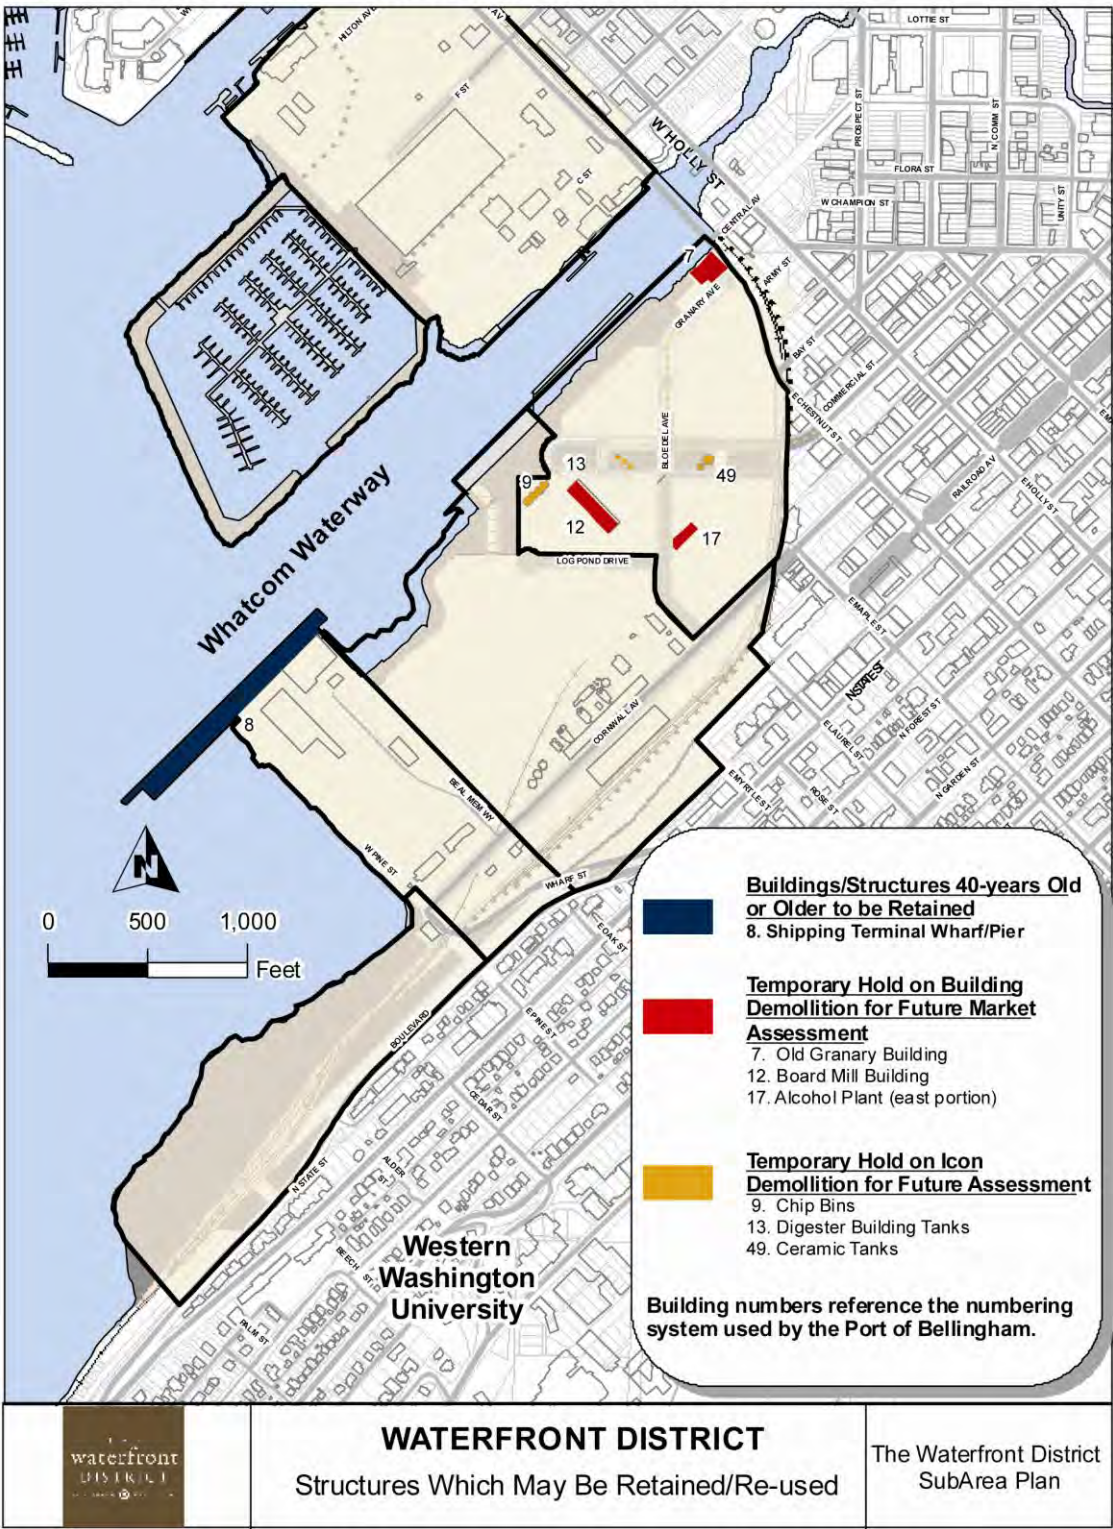 LOTTIE ST
HILTON AVE
F ST
C ST
W HOLLY ST
PROSPECT ST
N COMM ST
FLORA ST
W CHAMPION ST
UNITY ST
CENTRAL AV
ARMY ST
7
GRANARY AVE
BAY ST
COMMERCIAL ST
E CHESTNUT ST
BLOEDEL AVE
RAILROAD AV
E HOLLY ST
13
9
49
12
17
LOG POND DRIVE
Whatcom Waterway
E MAPLE ST
N STATE ST
N FOREST ST
E LAUREL ST
N GARDEN ST
ROSE ST
E MYRTLE ST
CORNWALL AV
8
BEAL MEM WY
W PINE ST
WHARF ST
E OAK ST
E PINE ST
BOULEVARD
CEDAR ST
ALDER ST
N STATE ST
BEECH ST
PALM ST
N
0 500 1,000
Feet
Western
Washington
University
Buildings/Structures 40-years Old
or Older to be Retained
8. Shipping Terminal Wharf/Pier
Temporary Hold on Building
Demollition for Future Market
Assessment
7. Old Granary Building
12. Board Mill Building
17. Alcohol Plant (east portion)
Temporary Hold on Icon
Demollition for Future Assessment
9. Chip Bins
13. Digester Building Tanks
49. Ceramic Tanks
Building numbers reference the numbering
system used by the Port of Bellingham.
waterfront
DISTRICT
WATERFRONT DISTRICT
Structures Which May Be Retained/Re-used
The Waterfront District
SubArea Plan